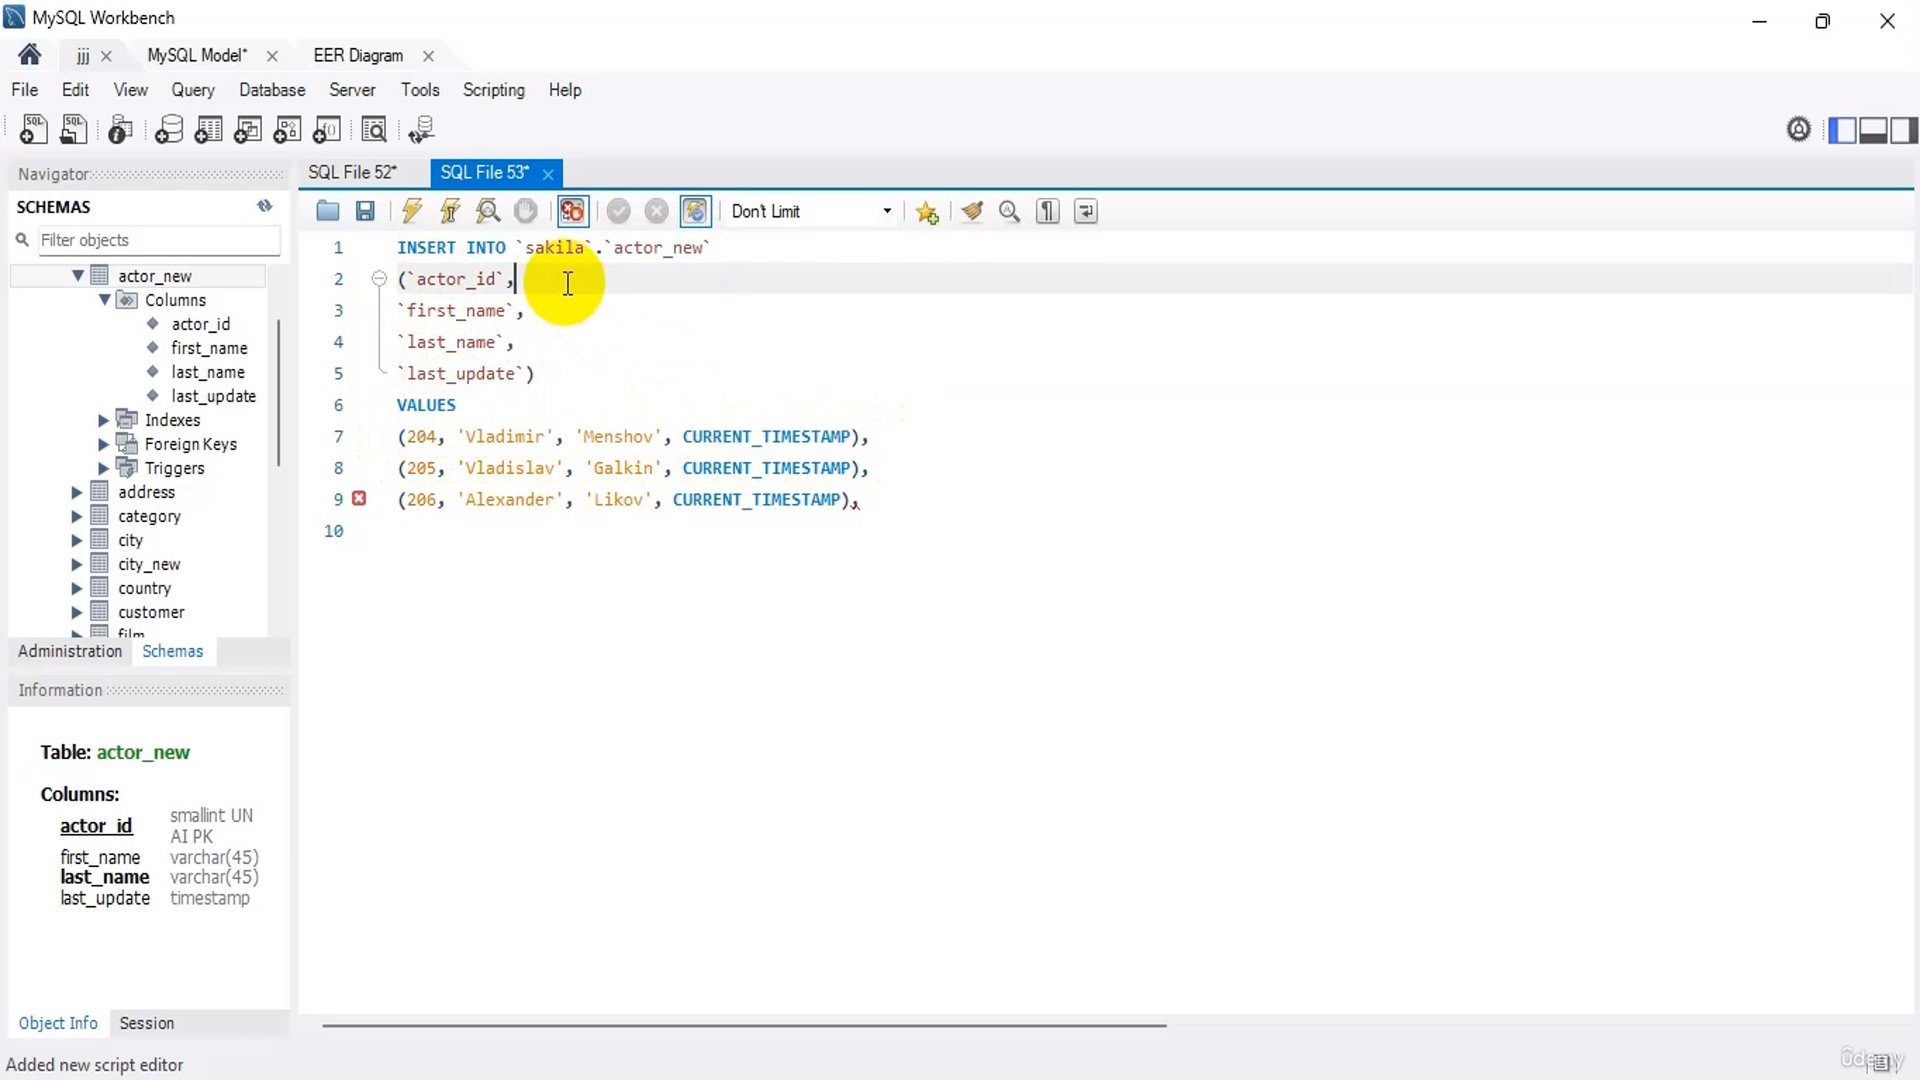 MySQL Workbench
jjj
MySQL Model*
EER Diagram
File Edit View Query Database Server Tools Scripting Help
Navigator
SCHEMAS
Filter objects
actor_new
Columns
actor_id
first_name
last_name
last_update
Indexes
Foreign Keys
Triggers
address
category
city
city_new
country
customer
film
Administration Schemas
Information
Table: actor_new
Columns:
actor_id smallint UN
AI PK
first_name varchar(45)
last_name varchar(45)
last_update timestamp
Object Info Session
Added new script editor
SQL File 52* SQL File 53*
Don't Limit
1 INSERT INTO `sakila`.`actor_new`
2 (`actor_id`,
3 `first_name`,
4 `last_name`,
5 `last_update`)
6 VALUES
7 (204, 'Vladimir', 'Menshov', CURRENT_TIMESTAMP),
8 (205, 'Vladislav', 'Galkin', CURRENT_TIMESTAMP),
9 (206, 'Alexander', 'Likov', CURRENT_TIMESTAMP),
10
ûdemy